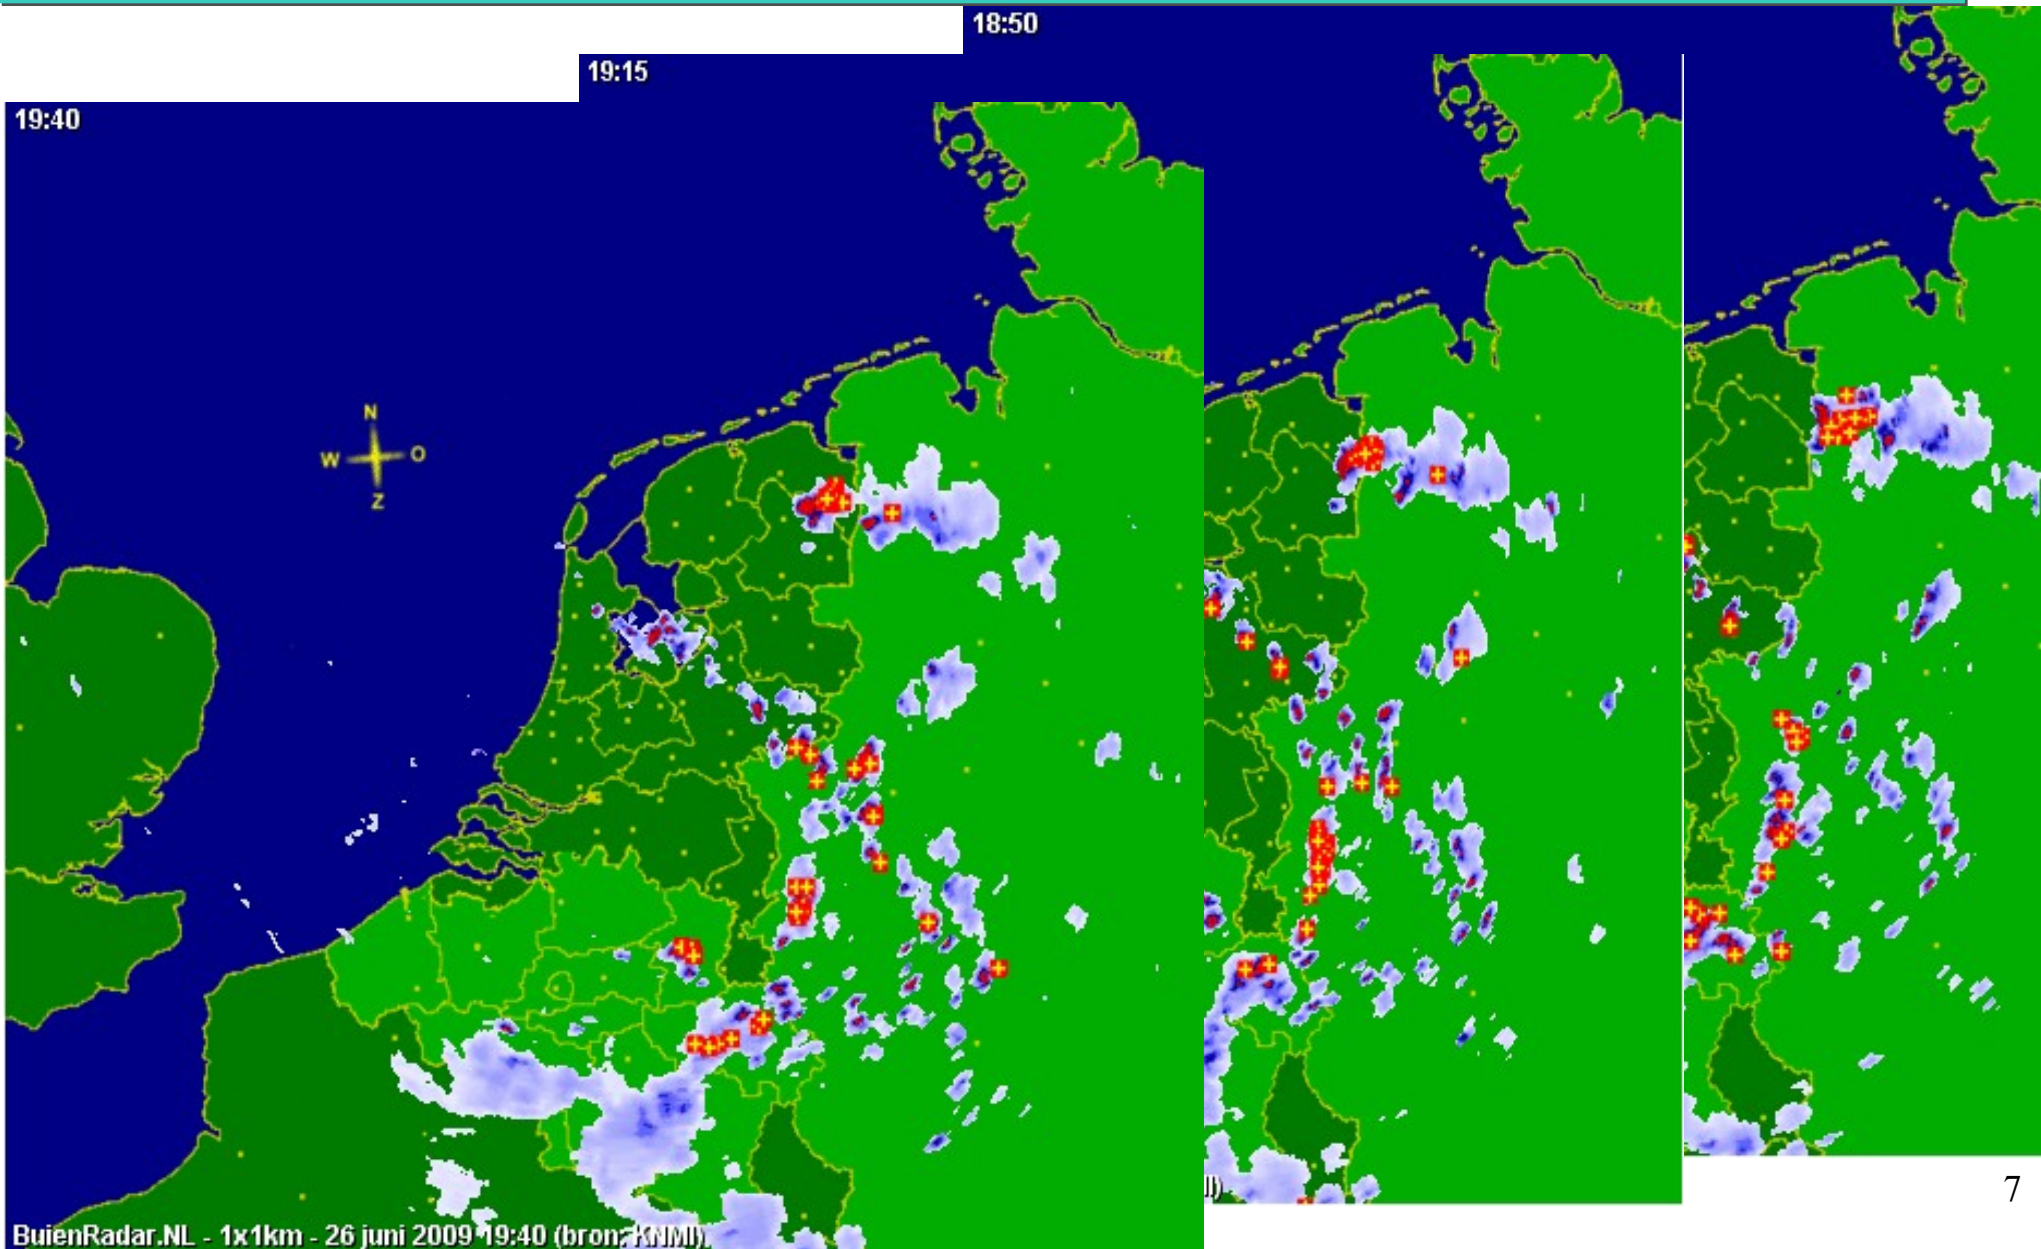 18:50
19:15
19:40
N
W O
Z
I)
7
BuienRadar.NL - 1x1km - 26 juni 2009 19:40 (bron: KNMI)